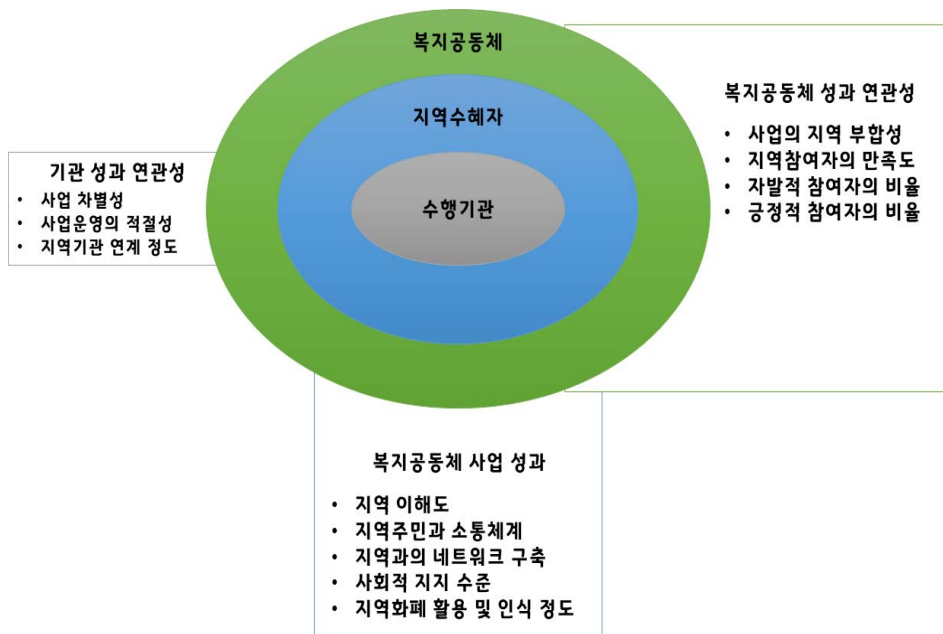 복지공동체
지역수혜자
수행기관
기관 성과 연관성
• 사업 차별성
• 사업운영의 적절성
• 지역기관 연계 정도
복지공동체 성과 연관성
• 사업의 지역 부합성
• 지역참여자의 만족도
• 자발적 참여자의 비율
• 긍정적 참여자의 비율
복지공동체 사업 성과
• 지역 이해도
• 지역주민과 소통체계
• 지역과의 네트워크 구축
• 사회적 지지 수준
• 지역화폐 활용 및 인식 정도